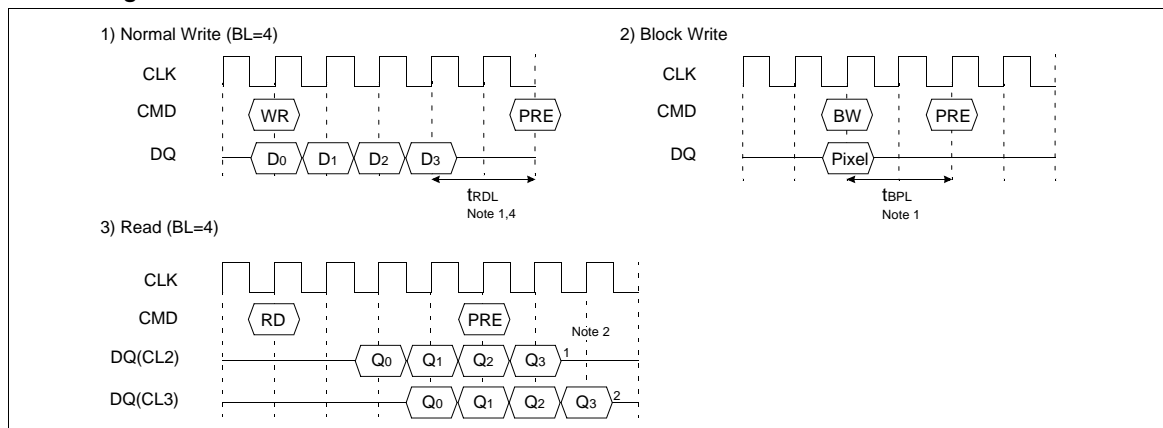 1) Normal Write (BL=4)
CLK
CMD WR PRE
DQ D0 D1 D2 D3
tRDL
Note 1,4
2) Block Write
CLK
CMD BW PRE
DQ Pixel
tBPL
Note 1
3) Read (BL=4)
CLK
CMD RD PRE
Note 2
DQ(CL2) Q0 Q1 Q2 Q3 1
DQ(CL3) Q0 Q1 Q2 Q3 2